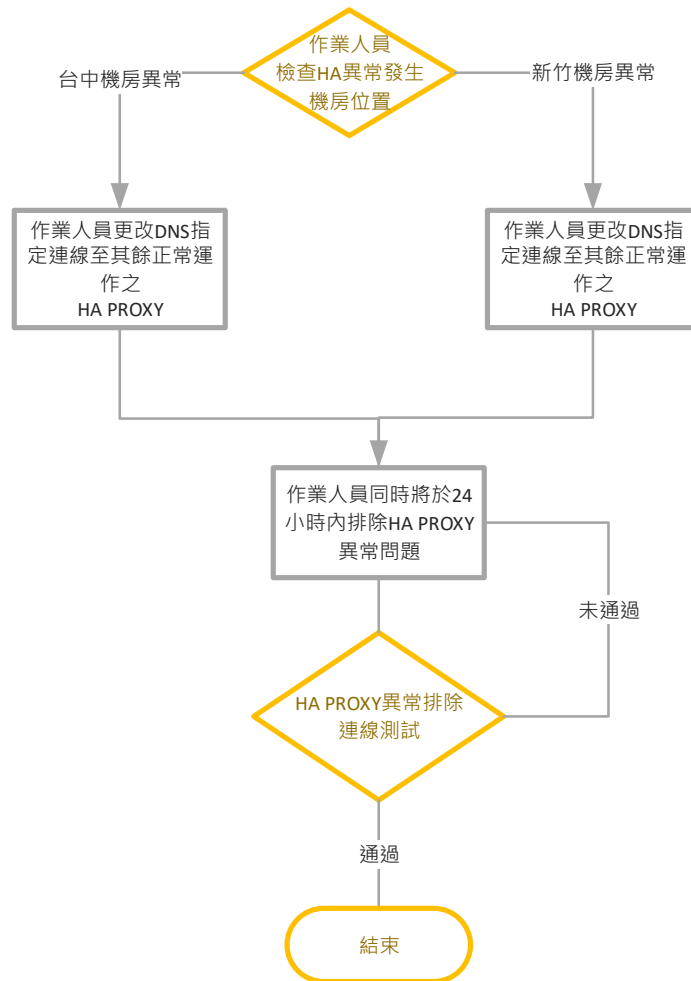 作業人員
檢查HA異常發生
機房位置
台中機房異常
新竹機房異常
作業人員更改DNS指
定連線至其餘正常運
作之
HA PROXY
作業人員更改DNS指
定連線至其餘正常運
作之
HA PROXY
作業人員同時將於24
小時內排除HA PROXY
異常問題
未通過
HA PROXY異常排除
連線測試
通過
結束